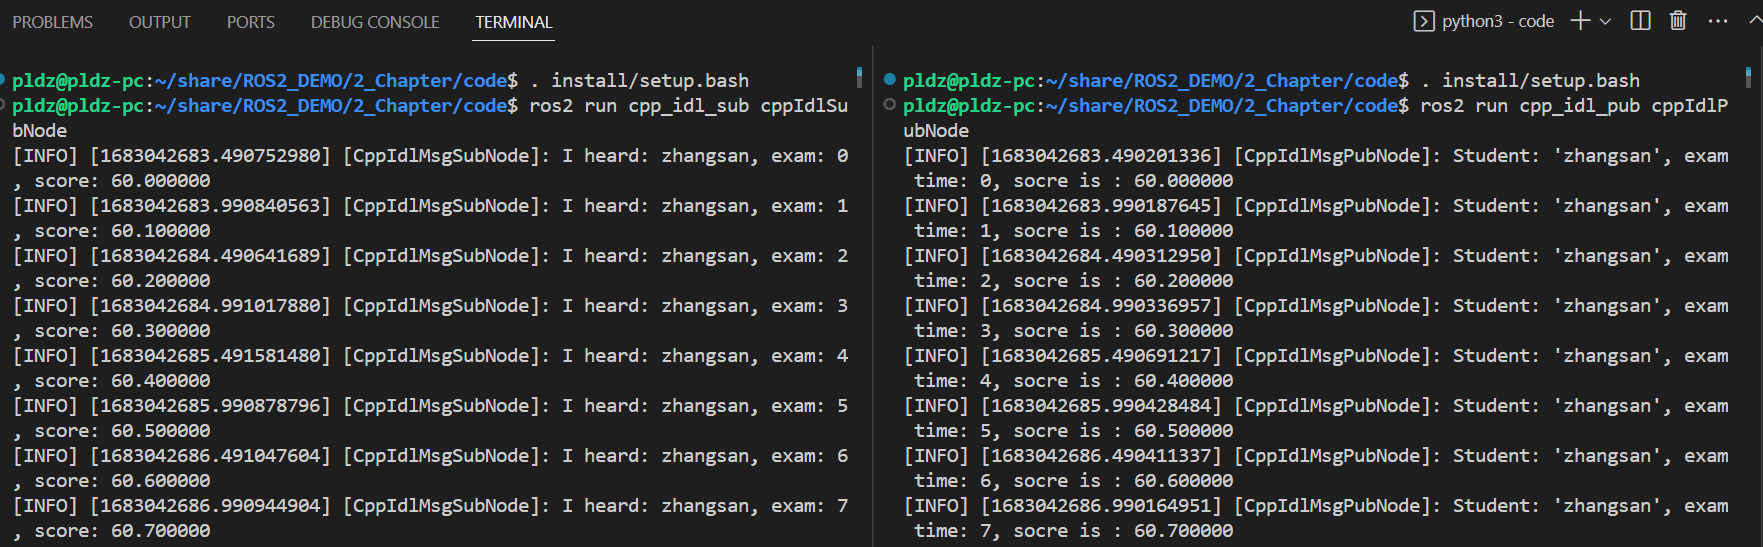 PROBLEMS OUTPUT PORTS DEBUG CONSOLE TERMINAL python3 - code
pldz@pldz-pc:~/share/ROS2_DEMO/2_Chapter/code$ . install/setup.bash
pldz@pldz-pc:~/share/ROS2_DEMO/2_Chapter/code$ ros2 run cpp_idl_sub cppIdlSu
bNode
[INFO] [1683042683.490752980] [CppIdlMsgSubNode]: I heard: zhangsan, exam: 0
, score: 60.000000
[INFO] [1683042683.990840563] [CppIdlMsgSubNode]: I heard: zhangsan, exam: 1
, score: 60.100000
[INFO] [1683042684.490641689] [CppIdlMsgSubNode]: I heard: zhangsan, exam: 2
, score: 60.200000
[INFO] [1683042684.991017880] [CppIdlMsgSubNode]: I heard: zhangsan, exam: 3
, score: 60.300000
[INFO] [1683042685.491581480] [CppIdlMsgSubNode]: I heard: zhangsan, exam: 4
, score: 60.400000
[INFO] [1683042685.990878796] [CppIdlMsgSubNode]: I heard: zhangsan, exam: 5
, score: 60.500000
[INFO] [1683042686.491047604] [CppIdlMsgSubNode]: I heard: zhangsan, exam: 6
, score: 60.600000
[INFO] [1683042686.990944904] [CppIdlMsgSubNode]: I heard: zhangsan, exam: 7
, score: 60.700000
pldz@pldz-pc:~/share/ROS2_DEMO/2_Chapter/code$ . install/setup.bash
pldz@pldz-pc:~/share/ROS2_DEMO/2_Chapter/code$ ros2 run cpp_idl_pub cppIdlP
ubNode
[INFO] [1683042683.490201336] [CppIdlMsgPubNode]: Student: 'zhangsan', exam
time: 0, socre is : 60.000000
[INFO] [1683042683.990187645] [CppIdlMsgPubNode]: Student: 'zhangsan', exam
time: 1, socre is : 60.100000
[INFO] [1683042684.490312950] [CppIdlMsgPubNode]: Student: 'zhangsan', exam
time: 2, socre is : 60.200000
[INFO] [1683042684.990336957] [CppIdlMsgPubNode]: Student: 'zhangsan', exam
time: 3, socre is : 60.300000
[INFO] [1683042685.490691217] [CppIdlMsgPubNode]: Student: 'zhangsan', exam
time: 4, socre is : 60.400000
[INFO] [1683042685.990428484] [CppIdlMsgPubNode]: Student: 'zhangsan', exam
time: 5, socre is : 60.500000
[INFO] [1683042686.490411337] [CppIdlMsgPubNode]: Student: 'zhangsan', exam
time: 6, socre is : 60.600000
[INFO] [1683042686.990164951] [CppIdlMsgPubNode]: Student: 'zhangsan', exam
time: 7, socre is : 60.700000